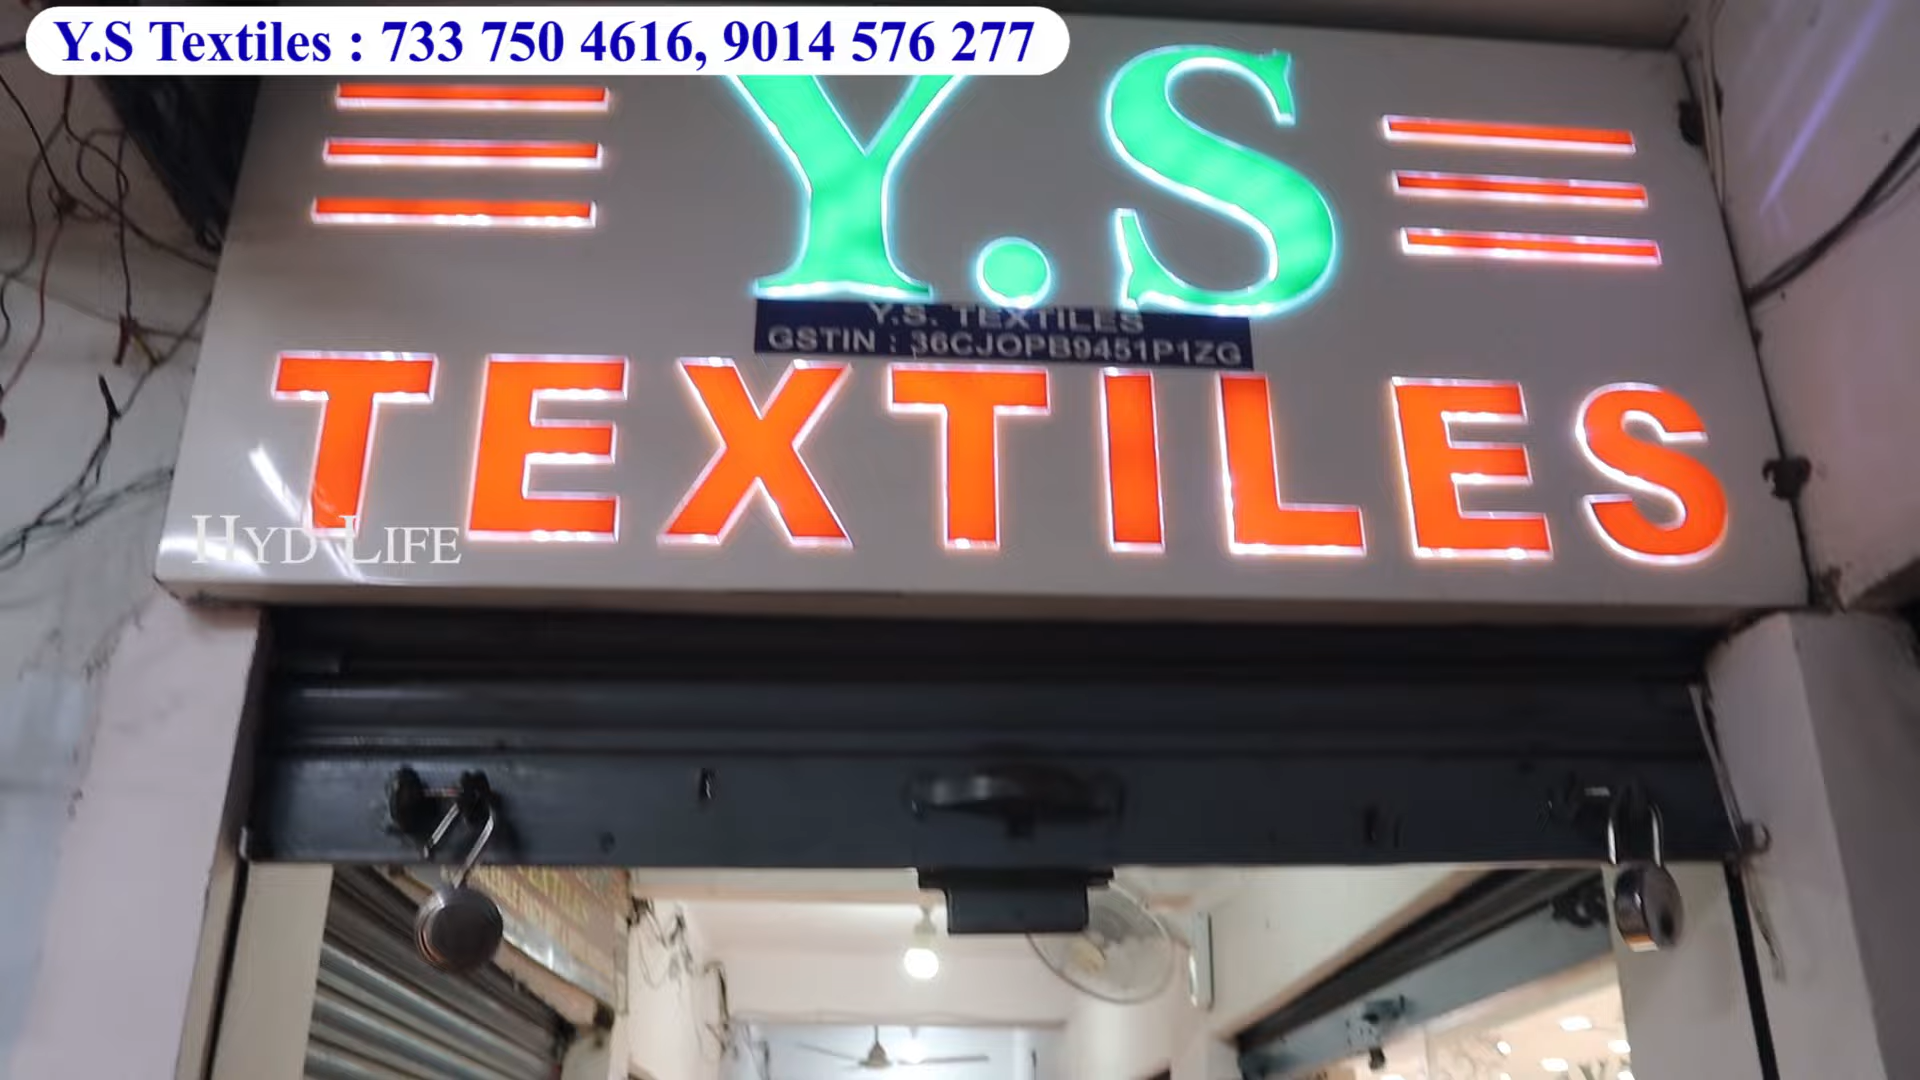 Y.S Textiles : 733 750 4616, 9014 576 277
Y.S
Y.S. TEXTILES
GSTIN : 36CJOPB9451P1ZG
TEXTILES
HYD LIFE